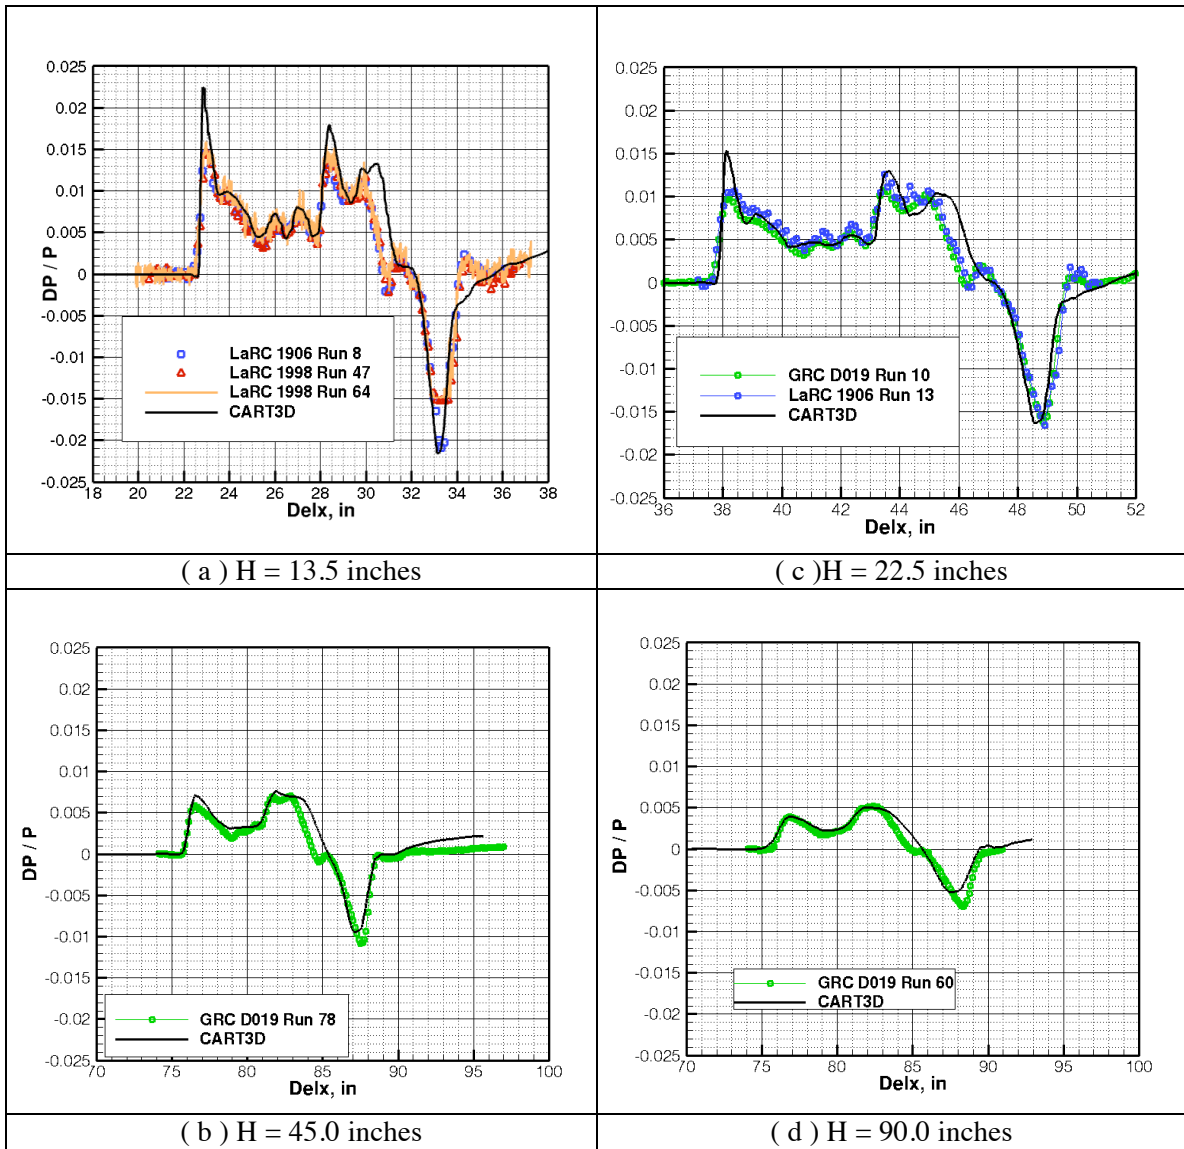 DP / P
0.025
0.02
0.015
0.01
0.005
0
-0.005
-0.01
-0.015
-0.02
-0.025
LaRC 1906 Run 8
LaRC 1998 Run 47
LaRC 1998 Run 64
CART3D
18 20 22 24 26 28 30 32 34 36 38
Delx, in
( a ) H = 13.5 inches
DP / P
0.025
0.02
0.015
0.01
0.005
0
-0.005
-0.01
-0.015
-0.02
-0.025
GRC D019 Run 10
LaRC 1906 Run 13
CART3D
36 38 40 42 44 46 48 50 52
Delx, in
( c )H = 22.5 inches
DP / P
0.025
0.02
0.015
0.01
0.005
0
-0.005
-0.01
-0.015
-0.02
-0.025
GRC D019 Run 78
CART3D
70 75 80 85 90 95 100
Delx, in
( b ) H = 45.0 inches
DP / P
0.025
0.02
0.015
0.01
0.005
0
-0.005
-0.01
-0.015
-0.02
-0.025
GRC D019 Run 60
CART3D
70 75 80 85 90 95 100
Delx, in
( d ) H = 90.0 inches